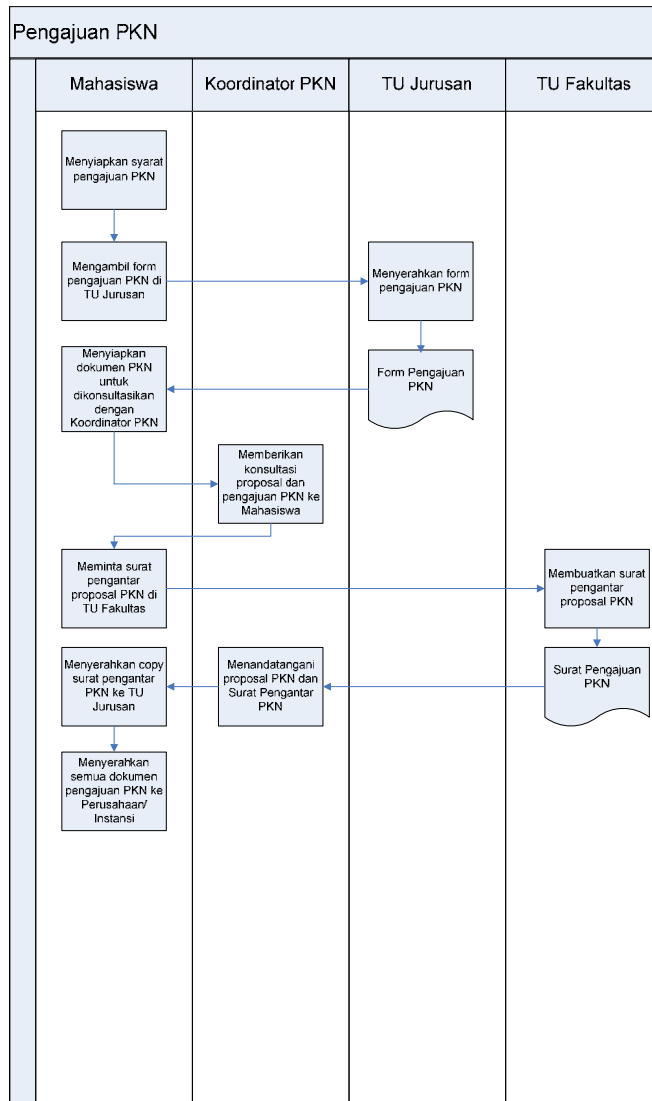 Pengajuan PKN
Mahasiswa
Koordinator PKN
TU Jurusan
TU Fakultas
Menyiapkan syarat
pengajuan PKN
Mengambil form
pengajuan PKN di
TU Jurusan
Menyerahkan form
pengajuan PKN
Menyiapkan
dokumen PKN
untuk
dikonsultasikan
dengan
Koordinator PKN
Form Pengajuan
PKN
Memberikan
konsultasi
proposal dan
pengajuan PKN ke
Mahasiswa
Meminta surat
pengantar
proposal PKN di
TU Fakultas
Membuatkan surat
pengantar
proposal PKN
Menyerahkan copy
surat pengantar
PKN ke TU
Jurusan
Menandatangani
proposal PKN dan
Surat Pengantar
PKN
Surat Pengajuan
PKN
Menyerahkan
semua dokumen
pengajuan PKN ke
Perusahaan/
Instansi